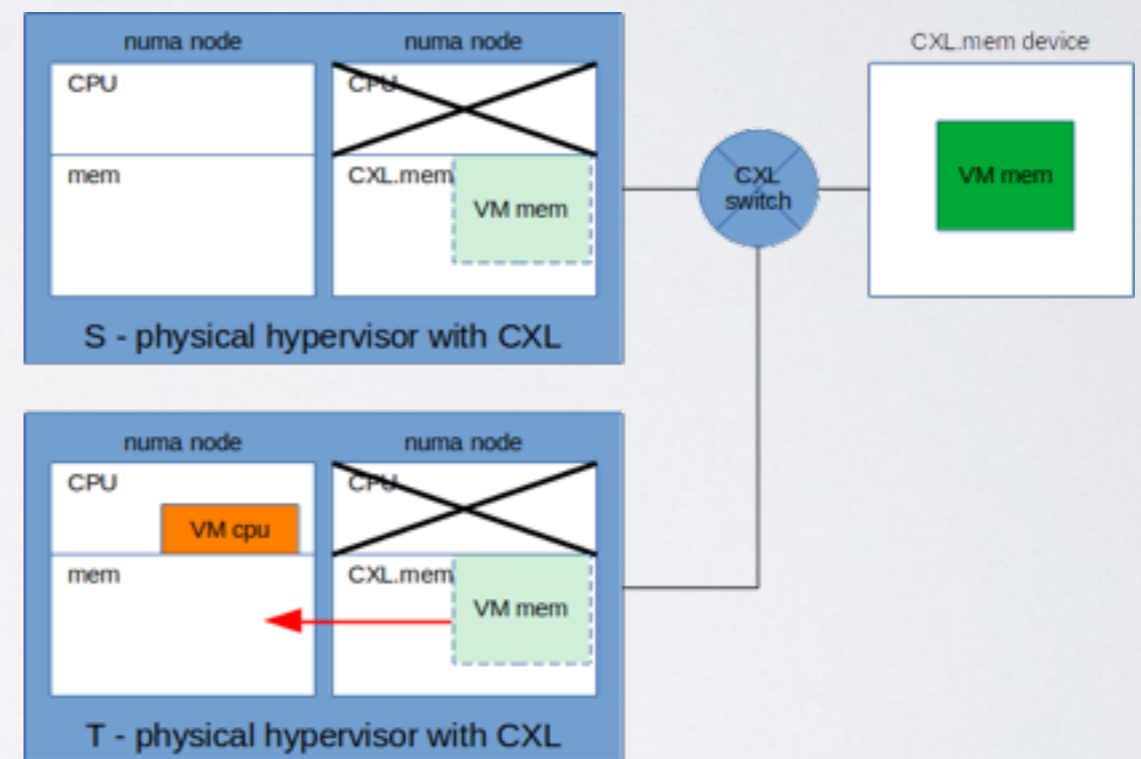 numa node
numa node
CPU
CPU
mem
CXL.mem
VM mem
S - physical hypervisor with CXL
CXL
switch
CXL.mem device
VM mem
numa node
numa node
CPU
CPU
VM cpu
mem
CXL.mem
VM mem
T - physical hypervisor with CXL